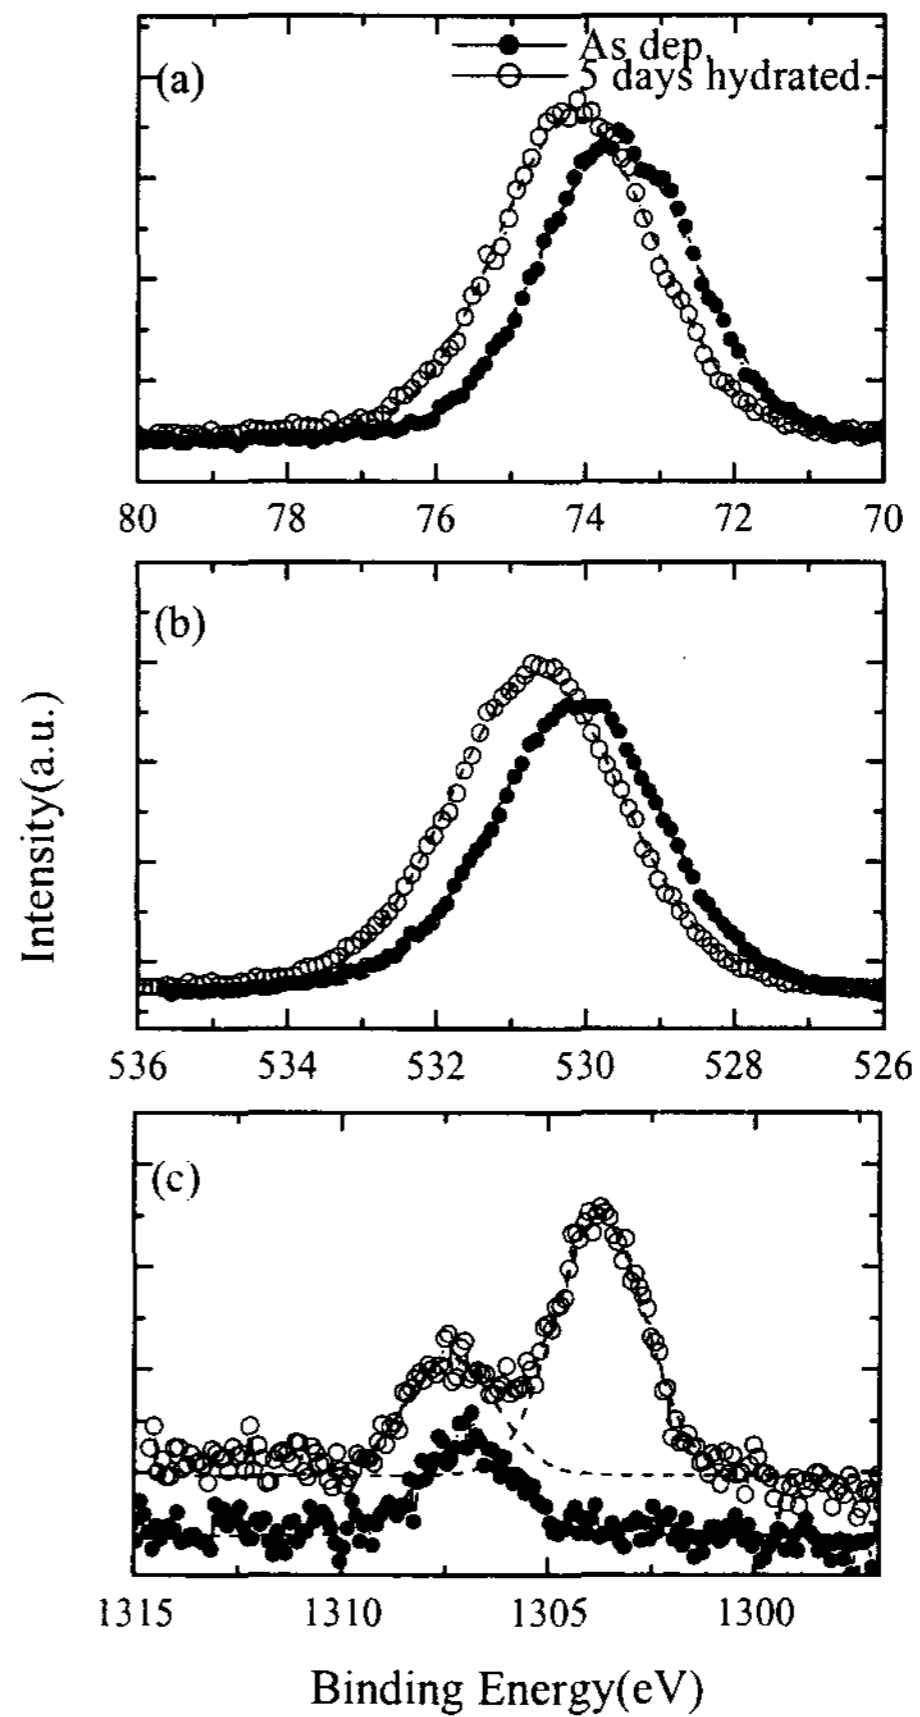 (a)
As dep.
5 days hydrated.
80 78 76 74 72 70
(b)
536 534 532 530 528 526
Intensity(a.u.)
(c)
1315 1310 1305 1300
Binding Energy(eV)